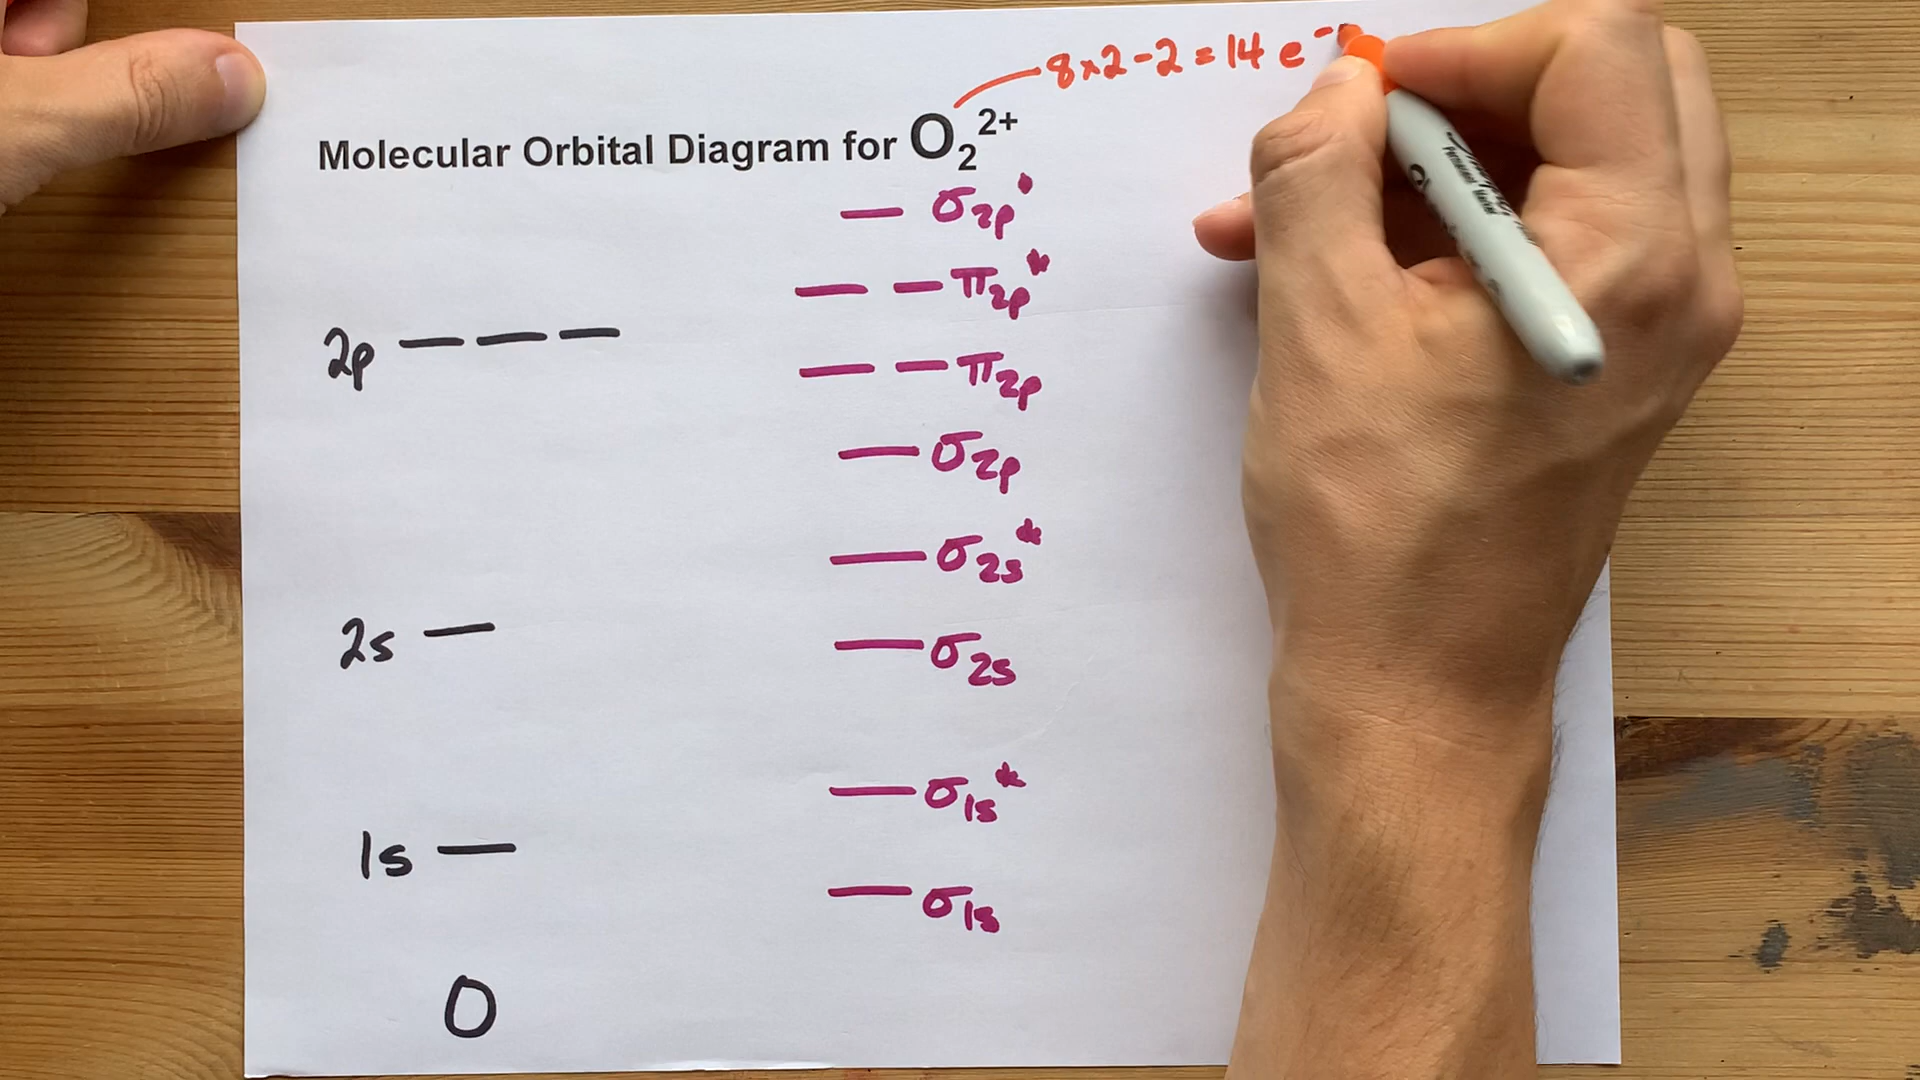 8×2-2=14 e⁻
Molecular Orbital Diagram for O₂²⁺
σ2p*
π2p*
2p
π2p
σ2p
σ2s*
2s
σ2s
σ1s*
1s
σ1s
O